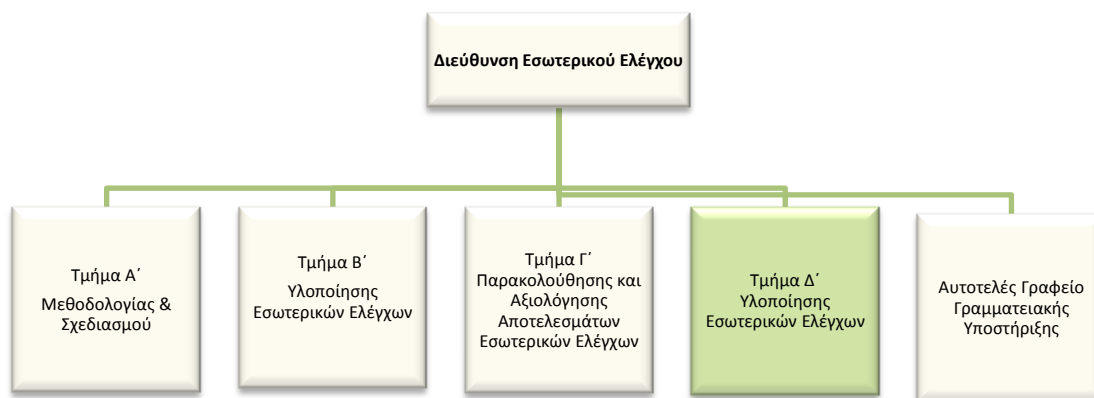 Διεύθυνση Εσωτερικού Ελέγχου
Τμήμα Α΄
Μεθοδολογίας &
Σχεδιασμού
Τμήμα Β΄
Υλοποίησης
Εσωτερικών Ελέγχων
Τμήμα Γ΄
Παρακολούθησης και
Αξιολόγησης
Αποτελεσμάτων
Εσωτερικών Ελέγχων
Τμήμα Δ΄
Υλοποίησης
Εσωτερικών Ελέγχων
Αυτοτελές Γραφείο
Γραμματειακής
Υποστήριξης